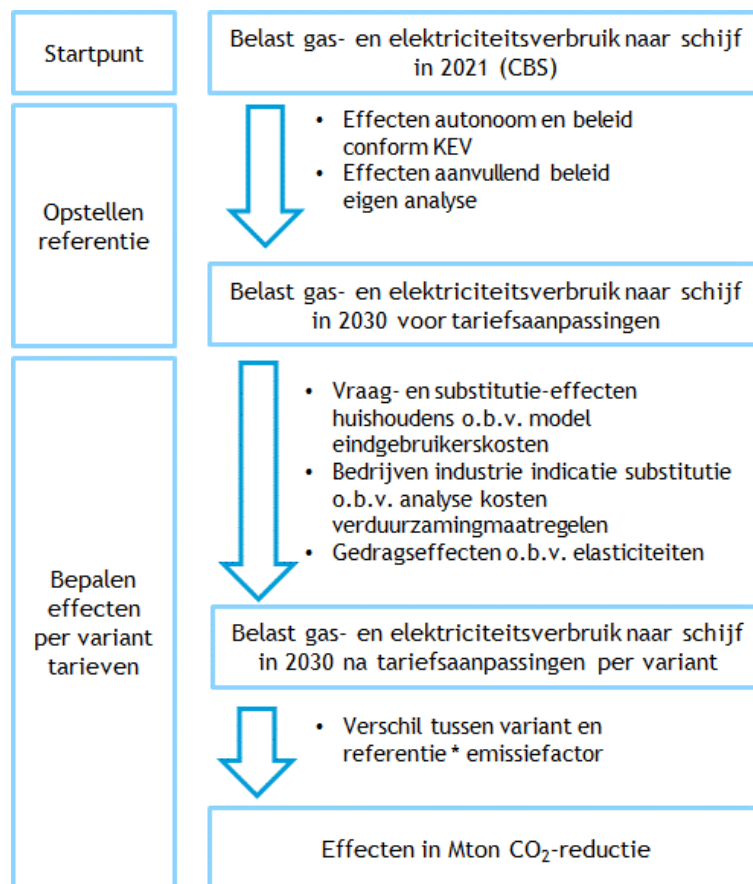 Startpunt
Belast gas- en elektriciteitsverbruik naar schijf
in 2021 (CBS)
• Effecten autonoom en beleid
conform KEV
• Effecten aanvullend beleid
eigen analyse
Opstellen
referentie
Belast gas- en elektriciteitsverbruik naar schijf
in 2030 voor tariefsaanpassingen
• Vraag- en substitutie-effecten
huishoudens o.b.v. model
eindgebruikerskosten
• Bedrijven industrie indicatie substitutie
o.b.v. analyse kosten
verduurzamingmaatregelen
• Gedragseffecten o.b.v. elasticiteiten
Bepalen
effecten
per variant
tarieven
Belast gas- en elektriciteitsverbruik naar schijf
in 2030 na tariefsaanpassingen per variant
• Verschil tussen variant en
referentie * emissiefactor
Effecten in Mton CO₂-reductie